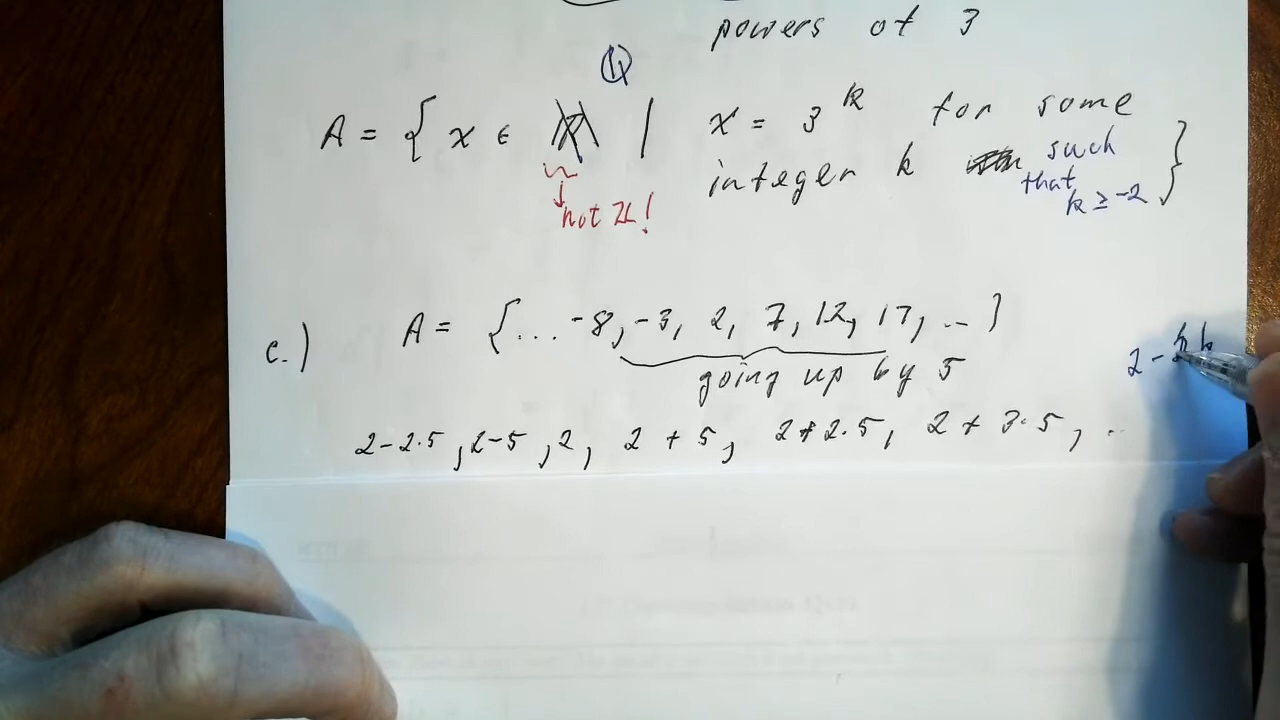 powers of 3
ℚ
A = { x ∈ | x = 3^k for some
integer k such
that
k ≥ -2 }
not ℤ!
c.) A = { ... -8, -3, 2, 7, 12, 17, ... }
going up by 5
2 -
2-2·5, 2-5, 2, 2 + 5, 2+2·5, 2 + 3·5, ..